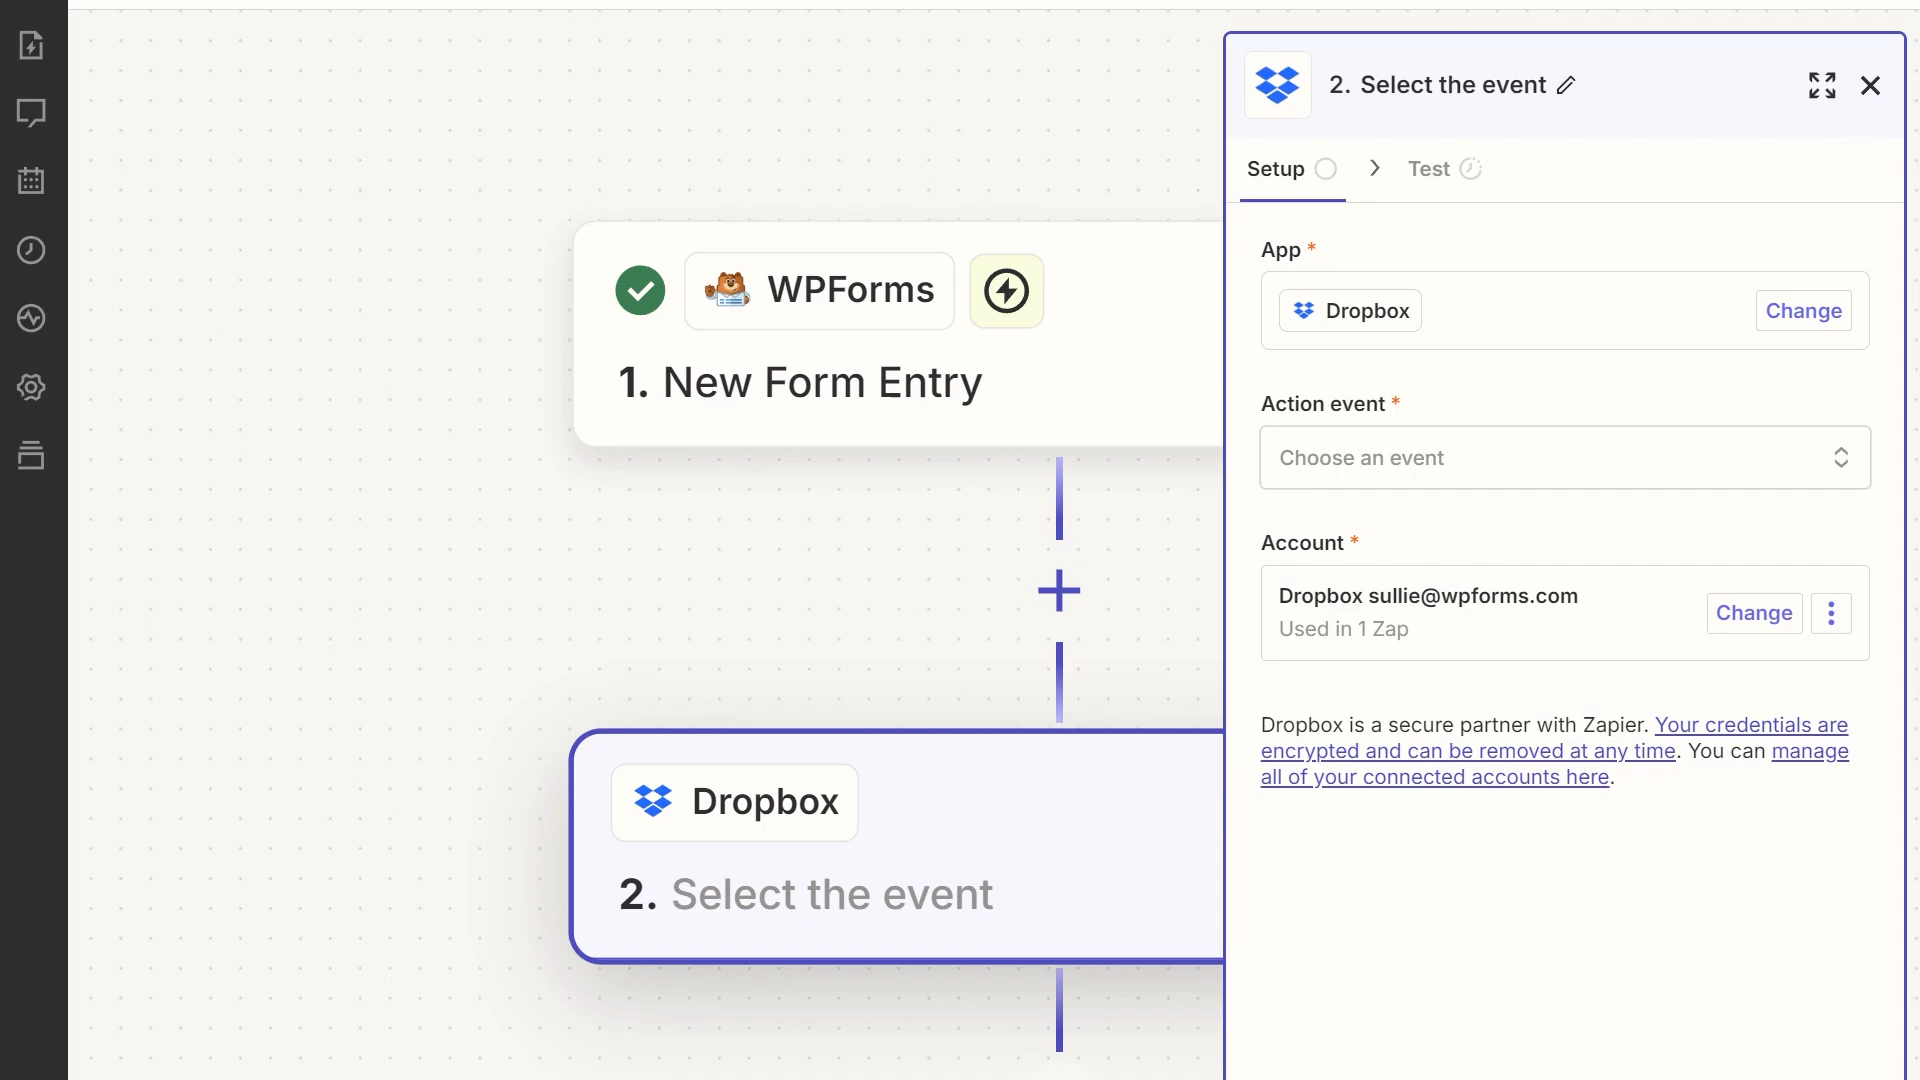 WPForms
1. New Form Entry
Dropbox
2. Select the event
2. Select the event
Setup
Test
App *
Dropbox
Change
Action event *
Choose an event
Account *
Dropbox sullie@wpforms.com
Used in 1 Zap
Change
Dropbox is a secure partner with Zapier. Your credentials are
encrypted and can be removed at any time. You can manage
all of your connected accounts here.